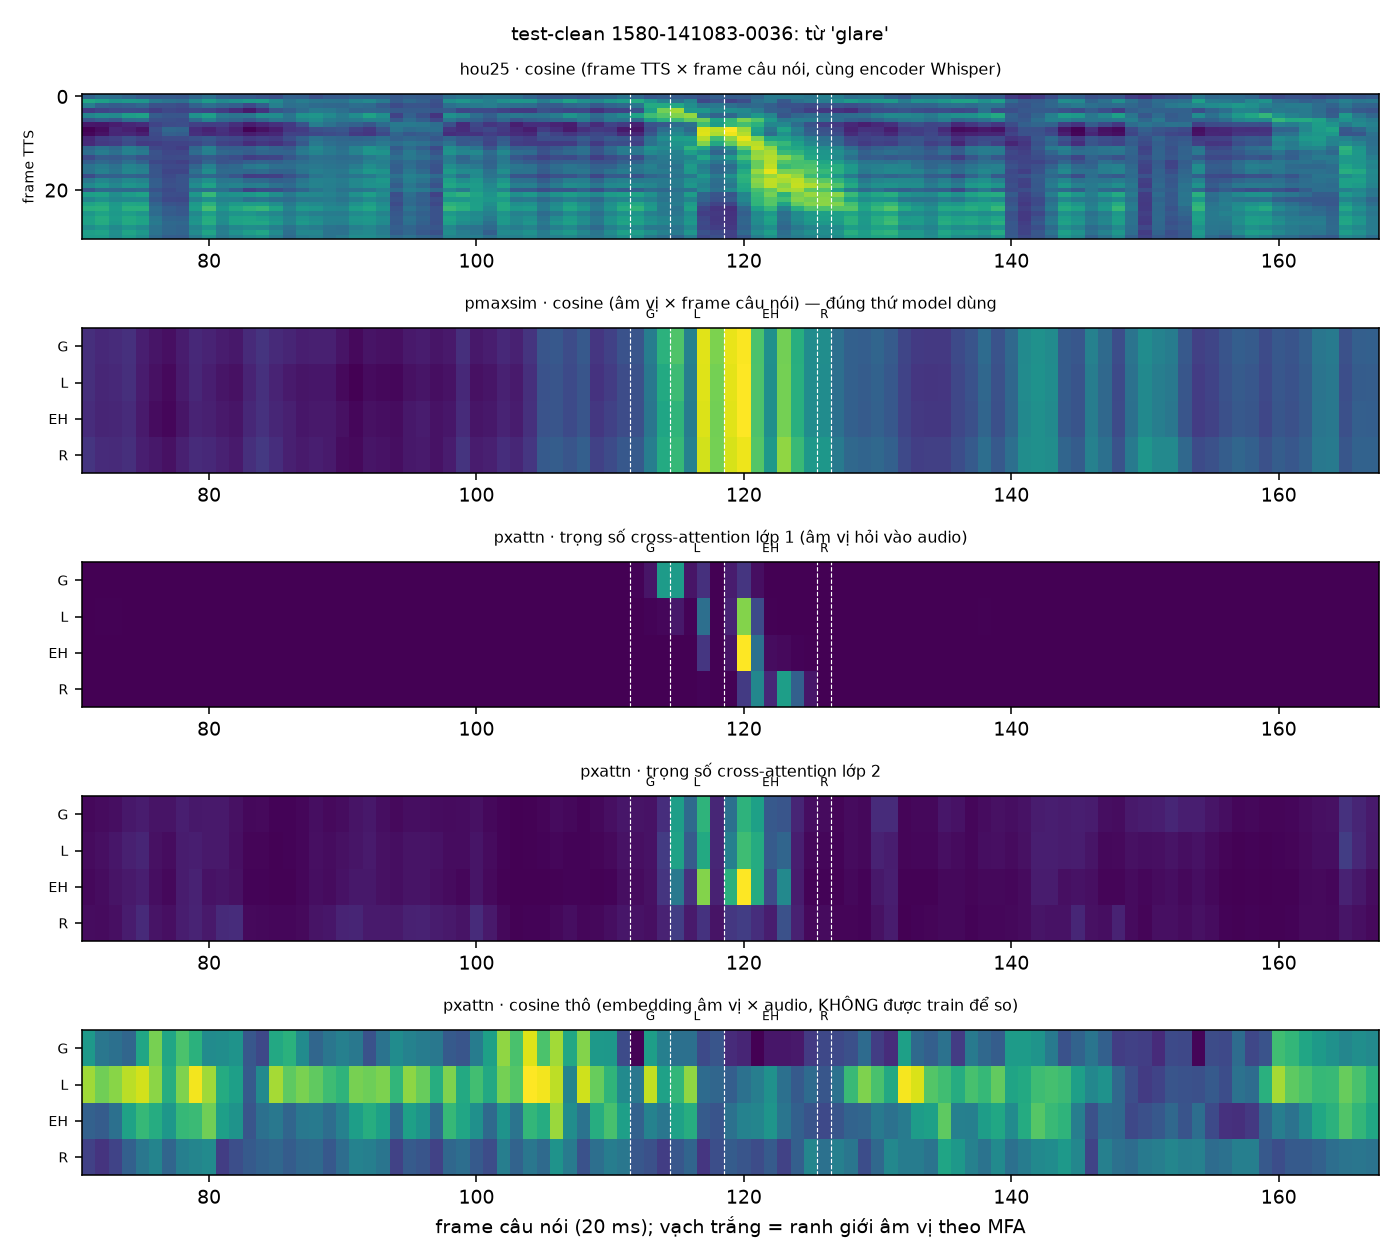 test-clean 1580-141083-0036: từ 'glare'
hou25 · cosine (frame TTS × frame câu nói, cùng encoder Whisper)
frame TTS
0
20
80 100 120 140 160
pmaxsim · cosine (âm vị × frame câu nói) — đúng thứ model dùng
G L EH R
G
L
EH
R
80 100 120 140 160
pxattn · trọng số cross-attention lớp 1 (âm vị hỏi vào audio)
G L EH R
G
L
EH
R
80 100 120 140 160
pxattn · trọng số cross-attention lớp 2
G L EH R
G
L
EH
R
80 100 120 140 160
pxattn · cosine thô (embedding âm vị × audio, KHÔNG được train để so)
G L EH R
G
L
EH
R
80 100 120 140 160
frame câu nói (20 ms); vạch trắng = ranh giới âm vị theo MFA